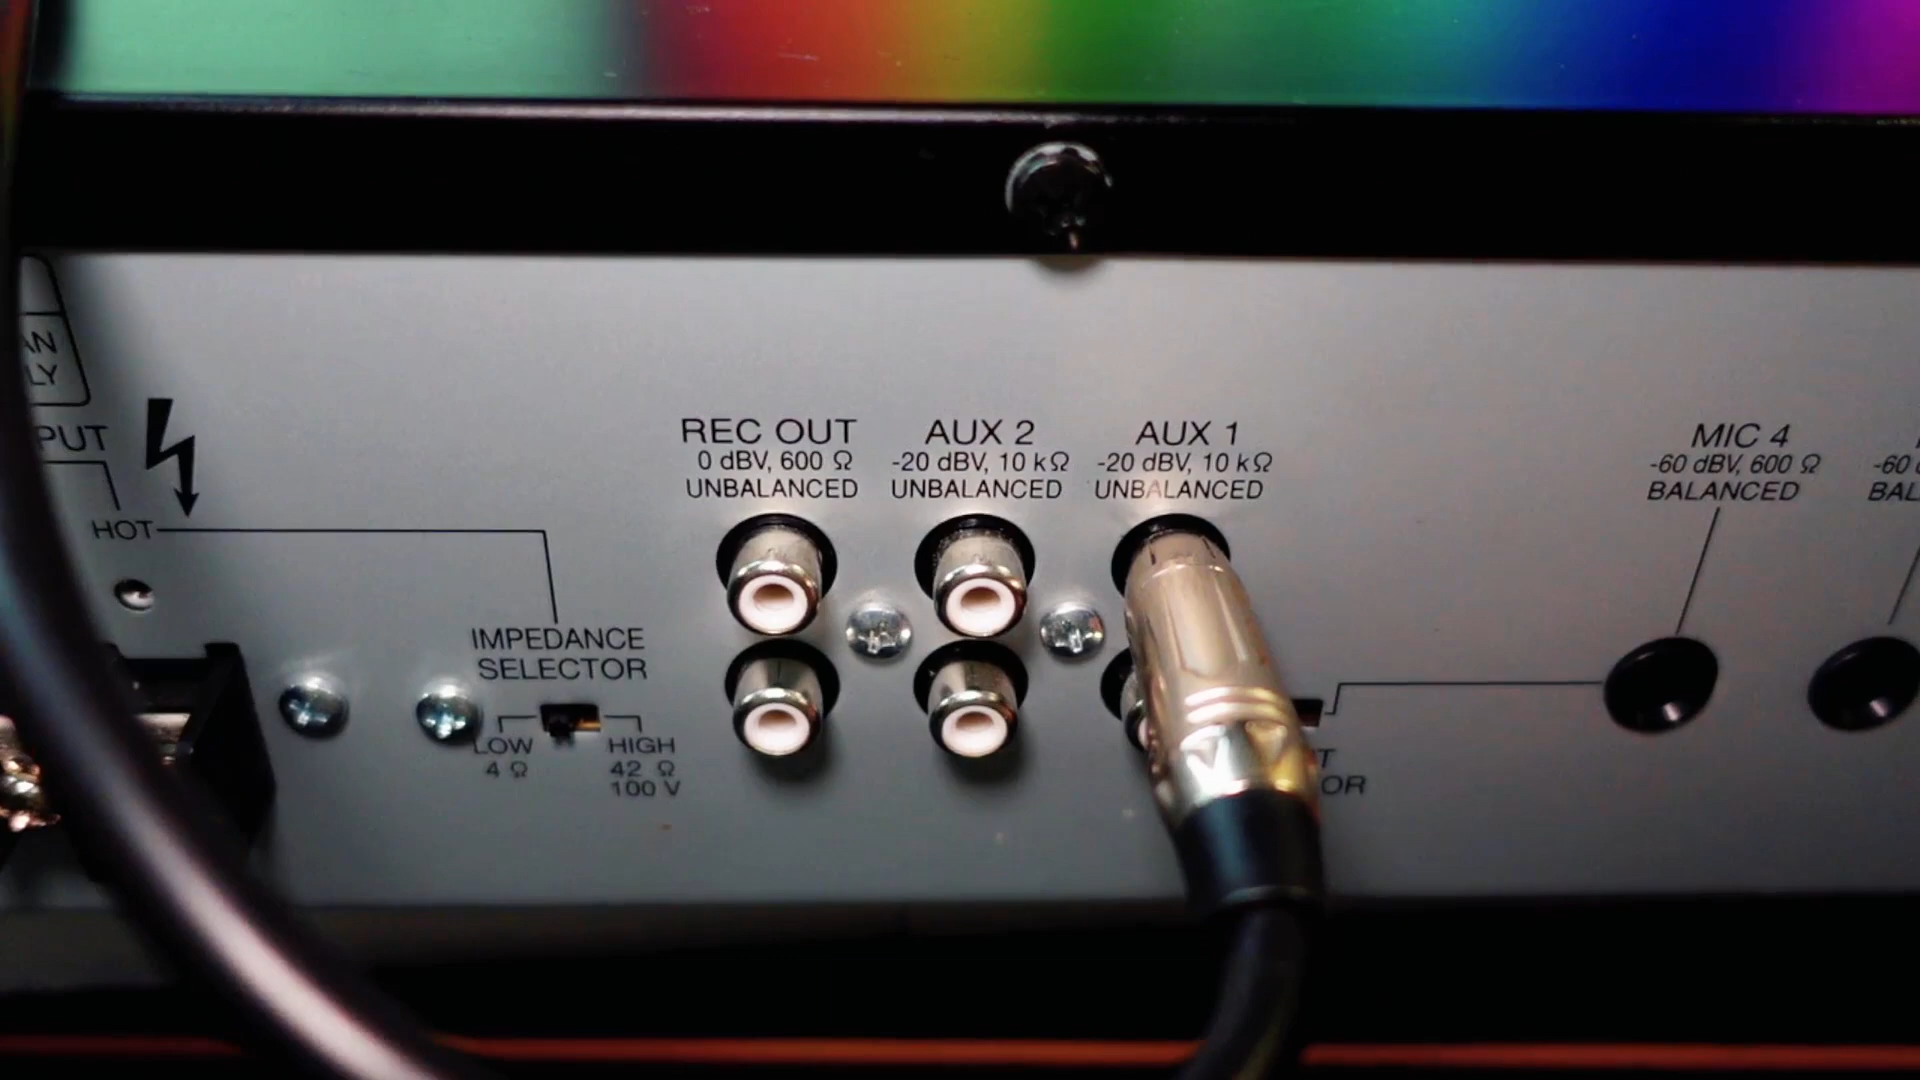 REC OUT
0 dBV, 600 Ω
UNBALANCED
AUX 2
-20 dBV, 10 kΩ
UNBALANCED
AUX 1
-20 dBV, 10 kΩ
UNBALANCED
MIC 4
-60 dBV, 600 Ω
BALANCED
-60
HOT
IMPEDANCE
SELECTOR
LOW
4 Ω
HIGH
42 Ω
100 V